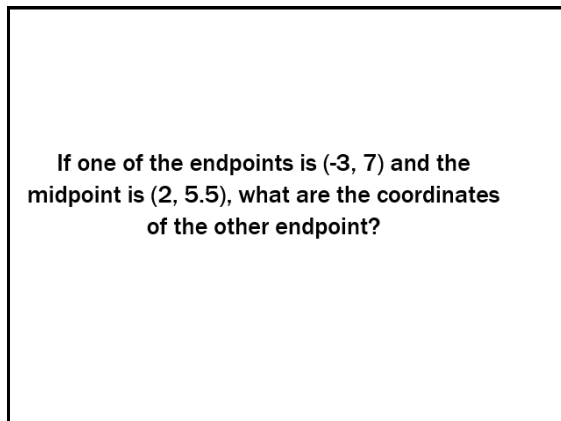 If one of the endpoints is (-3, 7) and the
midpoint is (2, 5.5), what are the coordinates
of the other endpoint?